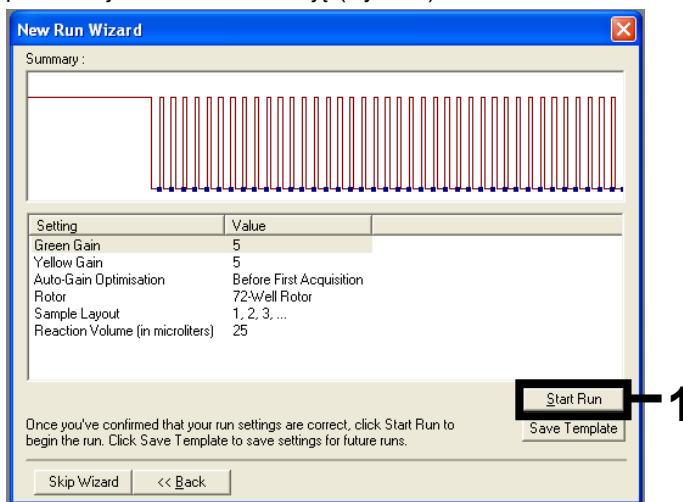 New Run Wizard
Summary :
Setting Value
Green Gain 5
Yellow Gain 5
Auto-Gain Optimisation Before First Acquisition
Rotor 72-Well Rotor
Sample Layout 1, 2, 3, ...
Reaction Volume (in microliters) 25
Start Run
1
Once you've confirmed that your run settings are correct, click Start Run to
begin the run. Click Save Template to save settings for future runs.
Save Template
Skip Wizard << Back